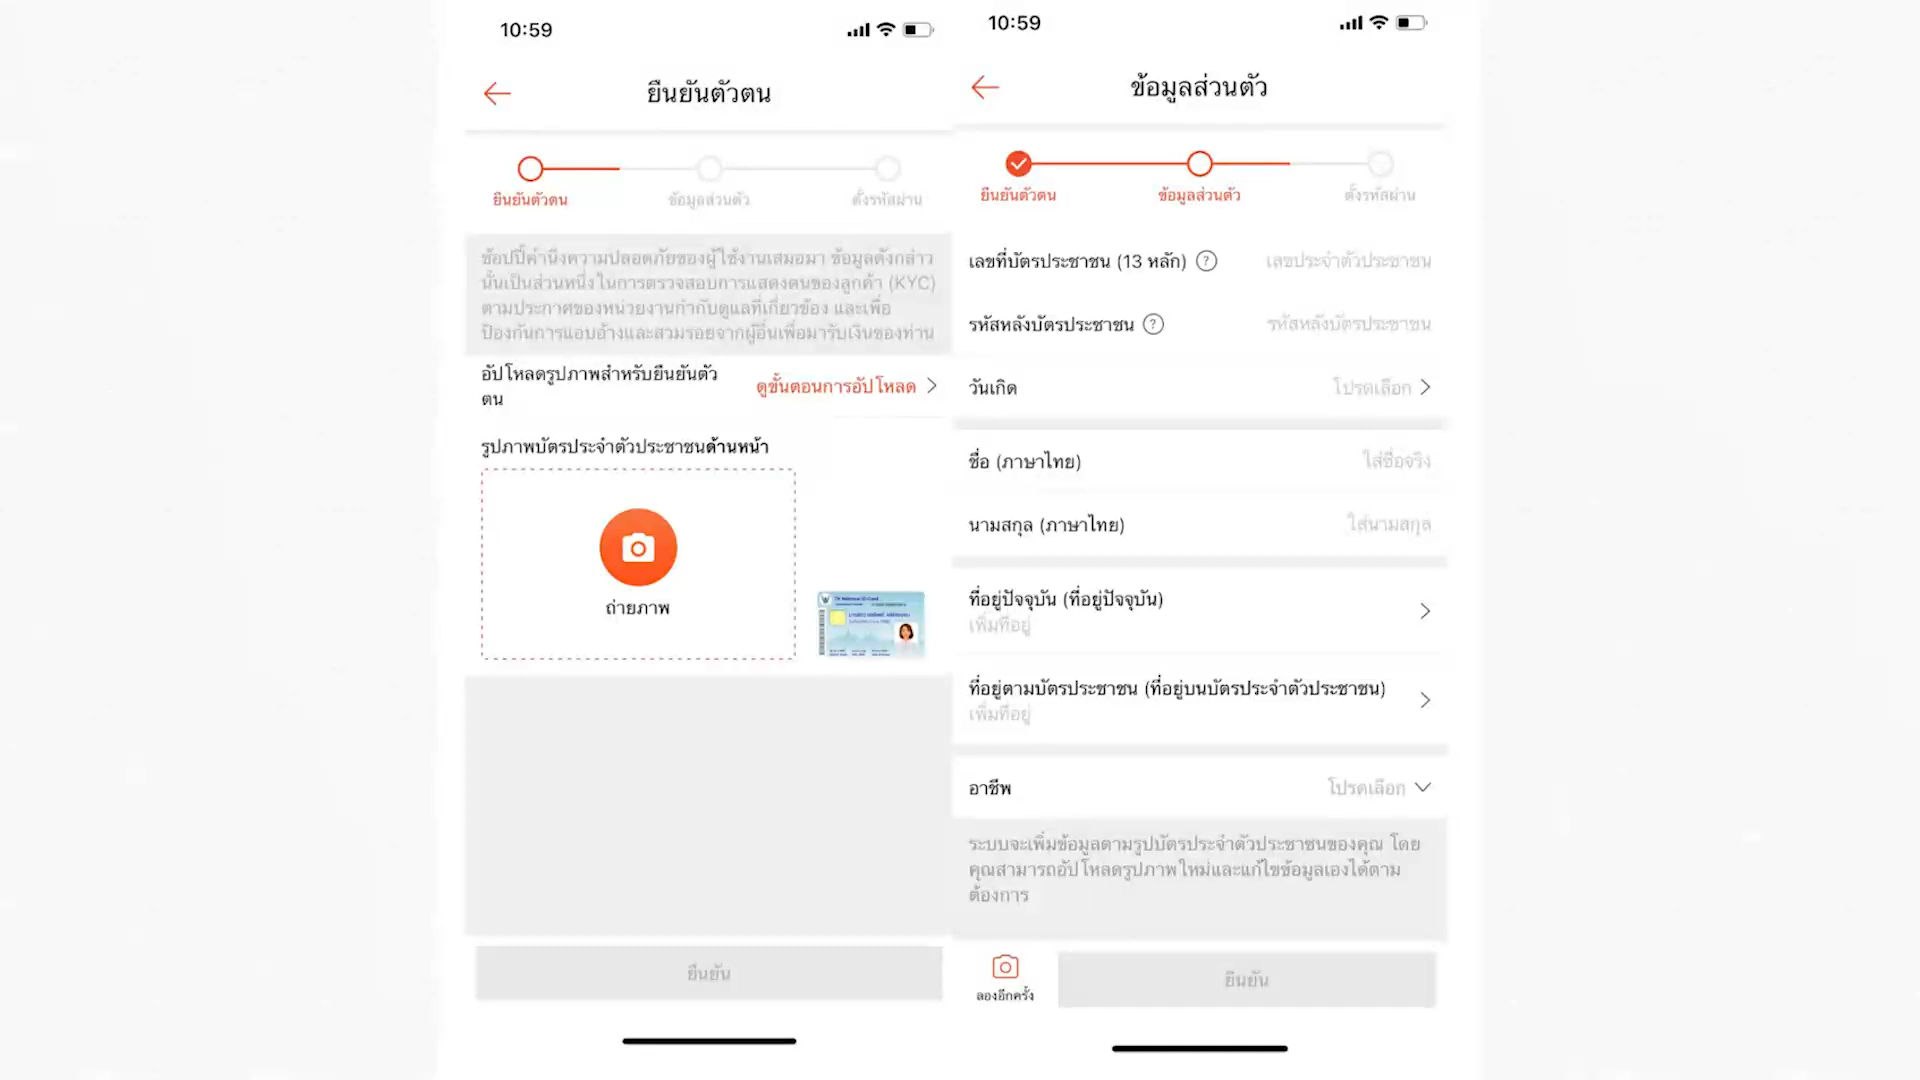 10:59
ยืนยันตัวตน
ยืนยันตัวตน
ข้อมูลส่วนตัว
ตั้งรหัสผ่าน
ช้อปปี้คำนึงความปลอดภัยของผู้ใช้งานเสมอมา ข้อมูลดังกล่าว
นั้นเป็นส่วนหนึ่งในการตรวจสอบการแสดงตนของลูกค้า (KYC)
ตามประกาศของหน่วยงานกำกับดูแลที่เกี่ยวข้อง และเพื่อ
ป้องกันการแอบอ้างและสวมรอยจากผู้อื่นเพื่อมารับเงินของท่าน
อัปโหลดรูปภาพสำหรับยืนยันตัว
ตน
ดูขั้นตอนการอัปโหลด
รูปภาพบัตรประจำตัวประชาชนด้านหน้า
ถ่ายภาพ
ยืนยัน
10:59
ข้อมูลส่วนตัว
ยืนยันตัวตน
ข้อมูลส่วนตัว
ตั้งรหัสผ่าน
เลขที่บัตรประชาชน (13 หลัก)
เลขประจำตัวประชาชน
รหัสหลังบัตรประชาชน
รหัสหลังบัตรประชาชน
วันเกิด
โปรดเลือก
ชื่อ (ภาษาไทย)
ใส่ชื่อจริง
นามสกุล (ภาษาไทย)
ใส่นามสกุล
ที่อยู่ปัจจุบัน (ที่อยู่ปัจจุบัน)
เพิ่มที่อยู่
ที่อยู่ตามบัตรประชาชน (ที่อยู่บนบัตรประจำตัวประชาชน)
เพิ่มที่อยู่
อาชีพ
โปรดเลือก
ระบบจะเพิ่มข้อมูลตามรูปบัตรประจำตัวประชาชนของคุณ โดย
คุณสามารถอัปโหลดรูปภาพใหม่และแก้ไขข้อมูลเองได้ตาม
ต้องการ
ลองอีกครั้ง
ยืนยัน